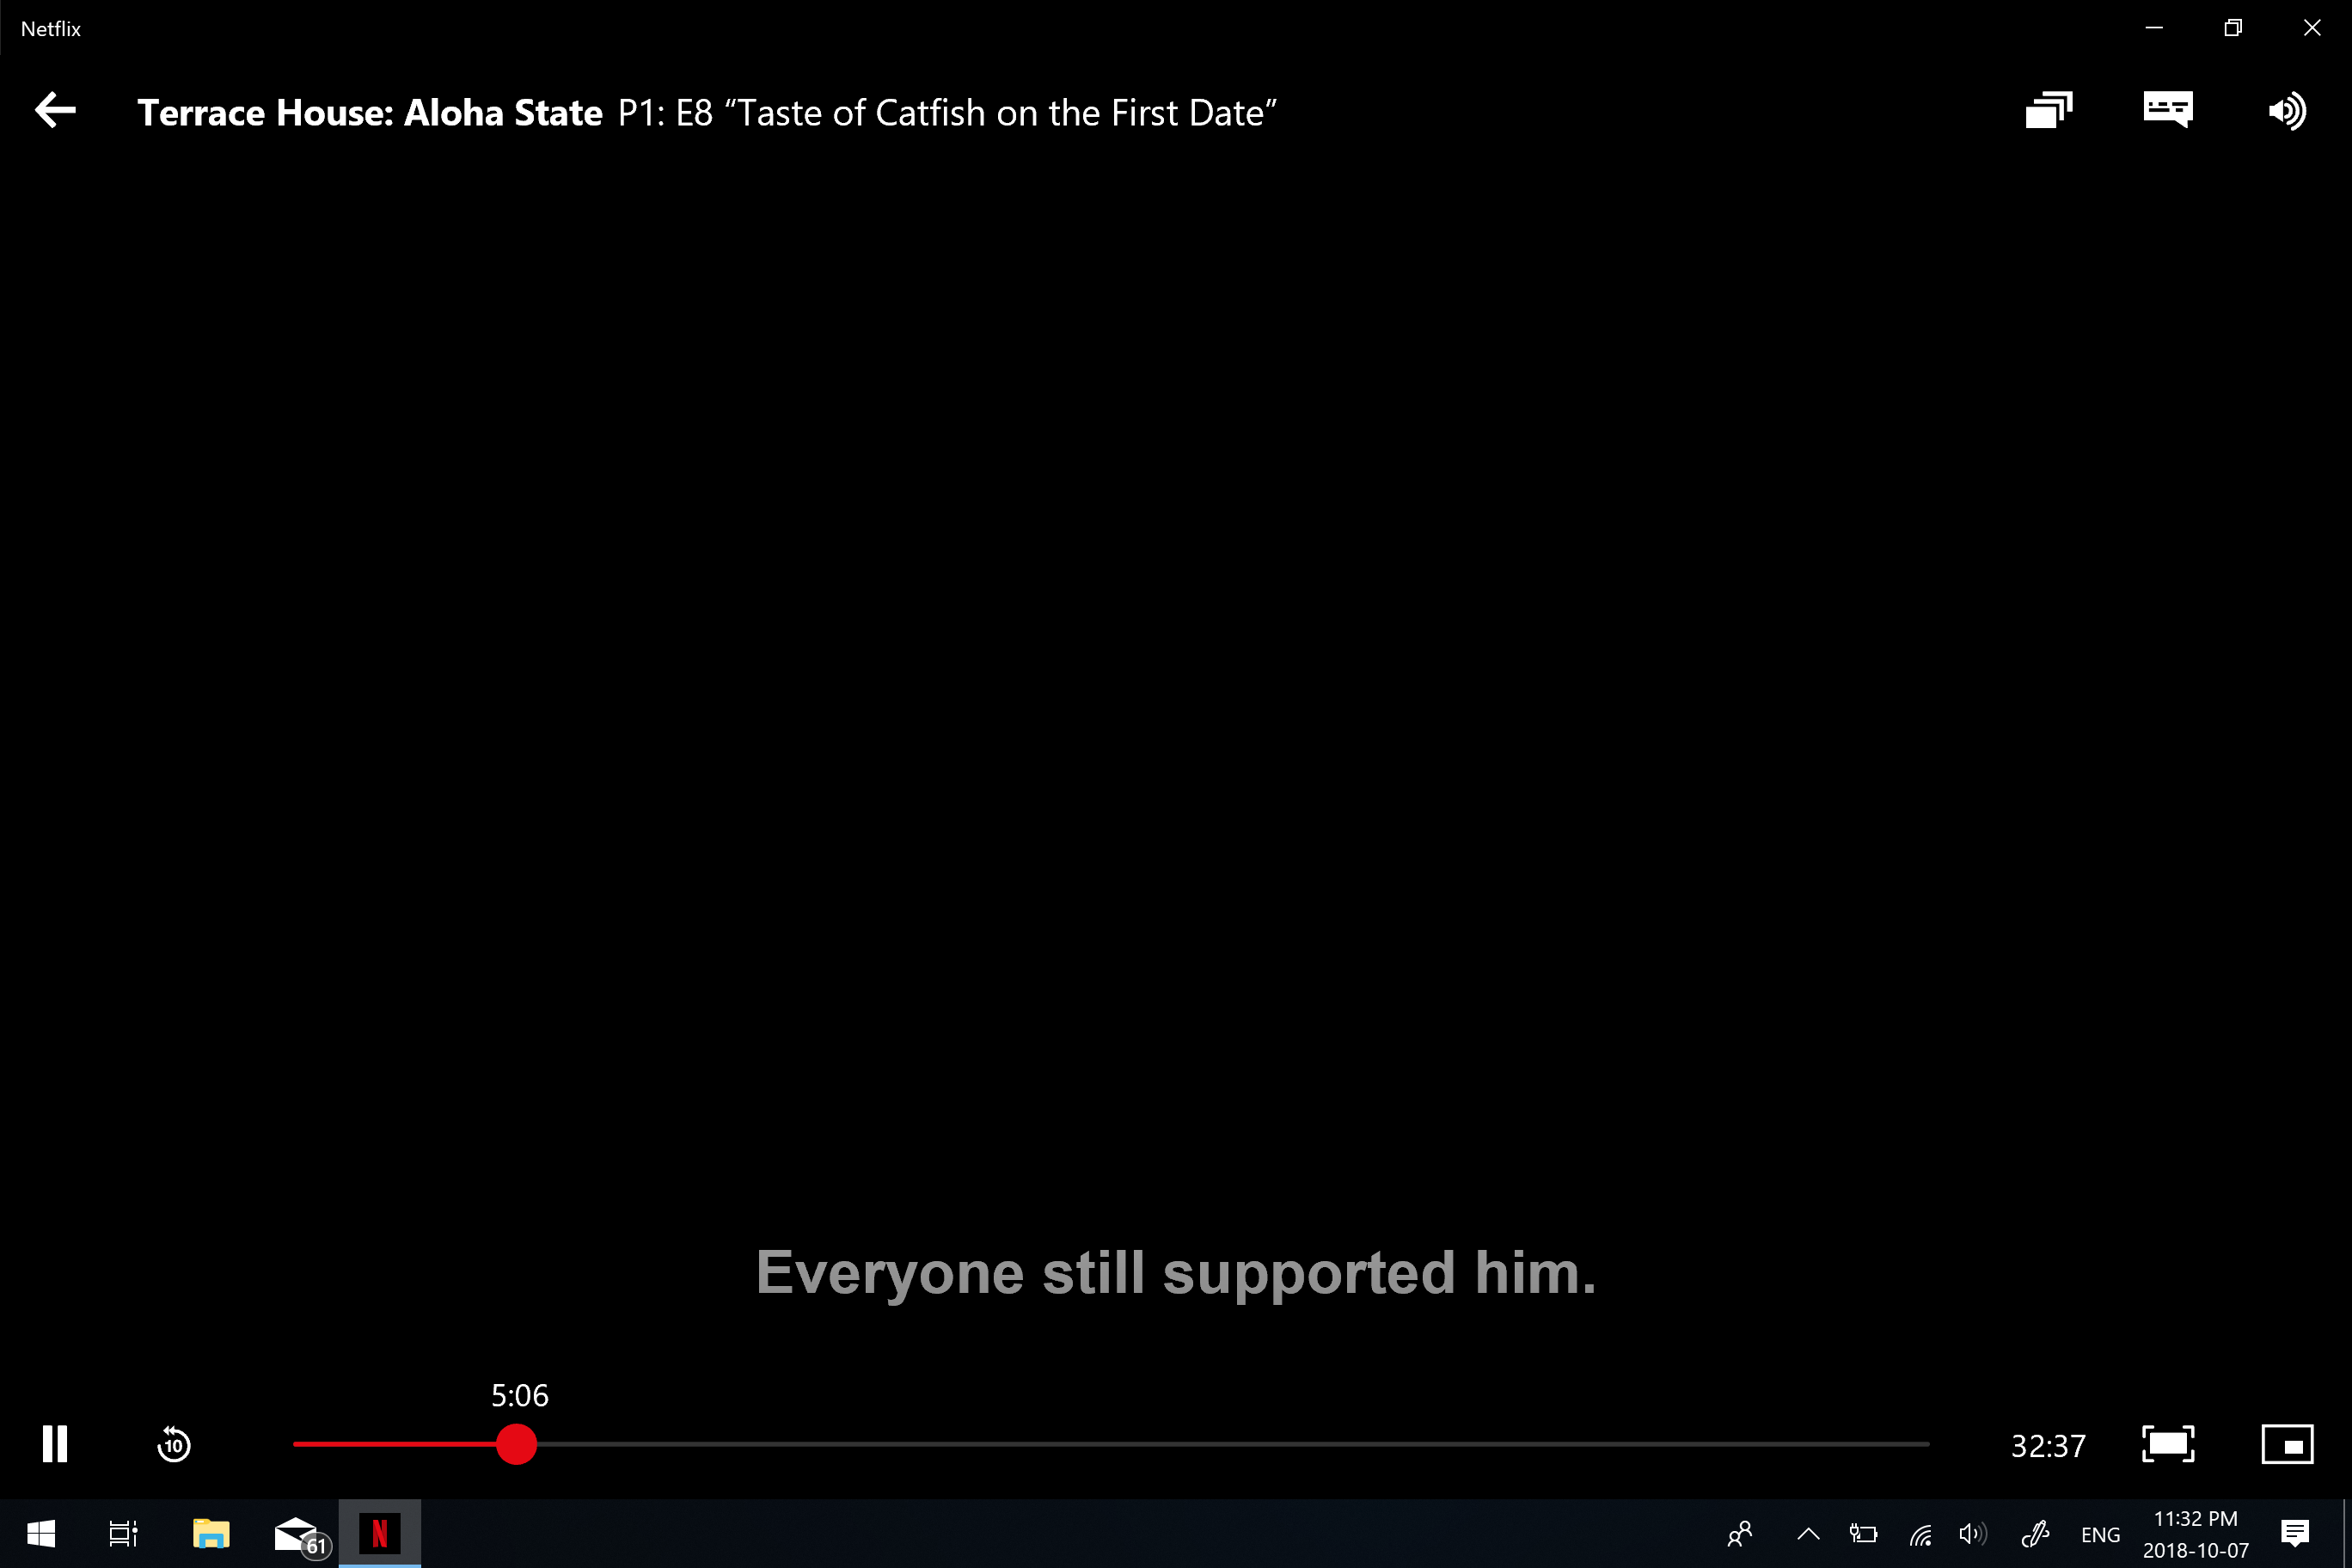 Netflix
Terrace House: Aloha State P1: E8 “Taste of Catfish on the First Date”
Everyone still supported him.
5:06
10
32:37
61
N
ENG
11:32 PM
2018-10-07